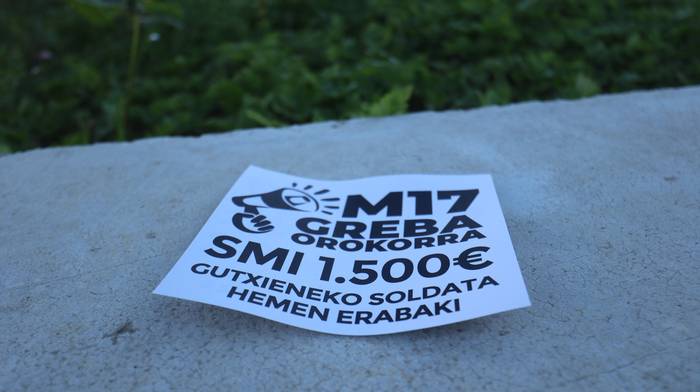 M17
GREBA
OROKORRA
SMI 1.500€
GUTXIENEKO SOLDATA
HEMEN ERABAKI